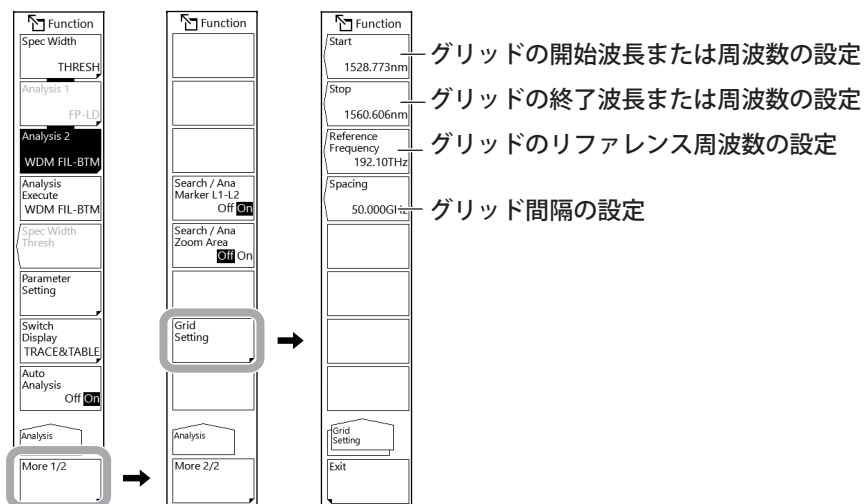 Function
Spec Width
THRESH
Analysis 1
FP-LD
Analysis 2
WDM FIL-BTM
Analysis
Execute
WDM FIL-BTM
Spec Width
Thresh
Parameter
Setting
Switch
Display
TRACE&TABLE
Auto
Analysis
Off On
Analysis
More 1/2
Function
Search / Ana
Marker L1-L2
Off On
Search / Ana
Zoom Area
Off On
Grid
Setting
Analysis
More 2/2
Function
Start
1528.773nm
Stop
1560.606nm
Reference
Frequency
192.10THz
Spacing
50.000GHz
Grid
Setting
Exit
グリッドの開始波長または周波数の設定
グリッドの終了波長または周波数の設定
グリッドのリファレンス周波数の設定
グリッド間隔の設定